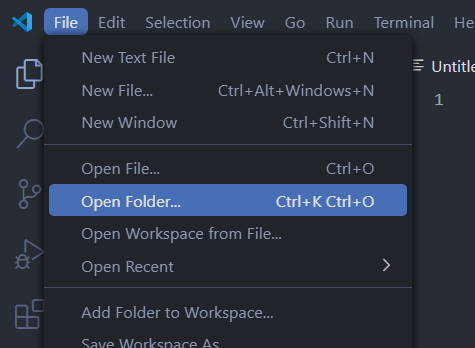 File Edit Selection View Go Run Terminal He
Untitle
1
New Text File Ctrl+N
New File... Ctrl+Alt+Windows+N
New Window Ctrl+Shift+N
Open File... Ctrl+O
Open Folder... Ctrl+K Ctrl+O
Open Workspace from File...
Open Recent
Add Folder to Workspace...
Save Workspace As